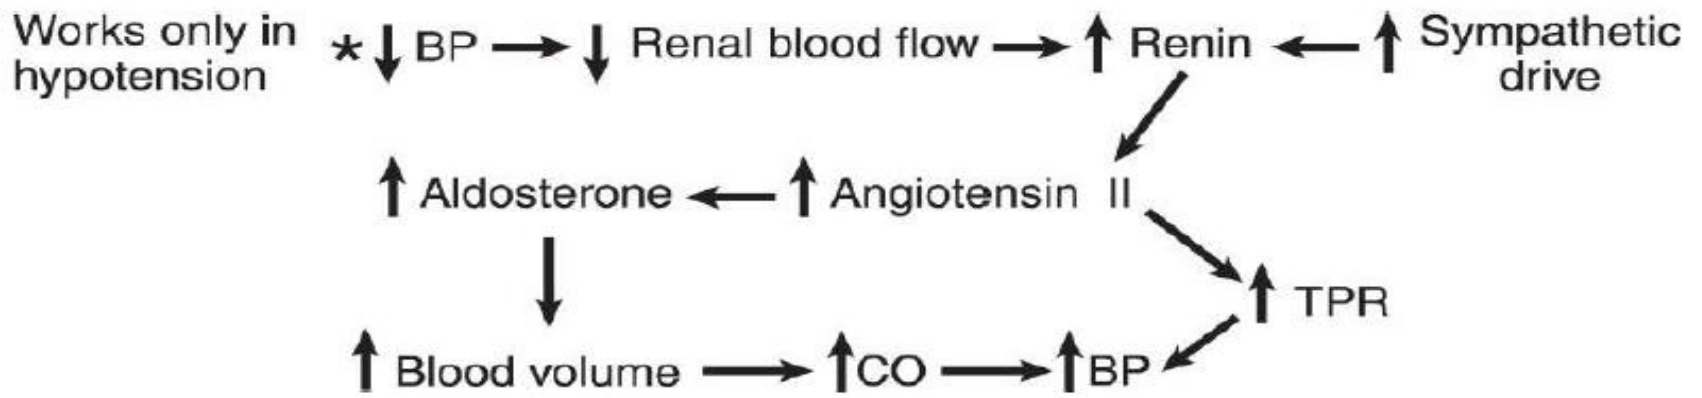 Works only in
hypotension
* ↓ BP → ↓ Renal blood flow → ↑ Renin ← ↑ Sympathetic
drive
↑ Aldosterone ← ↑ Angiotensin II
↑ TPR
↑ Blood volume → ↑ CO → ↑ BP